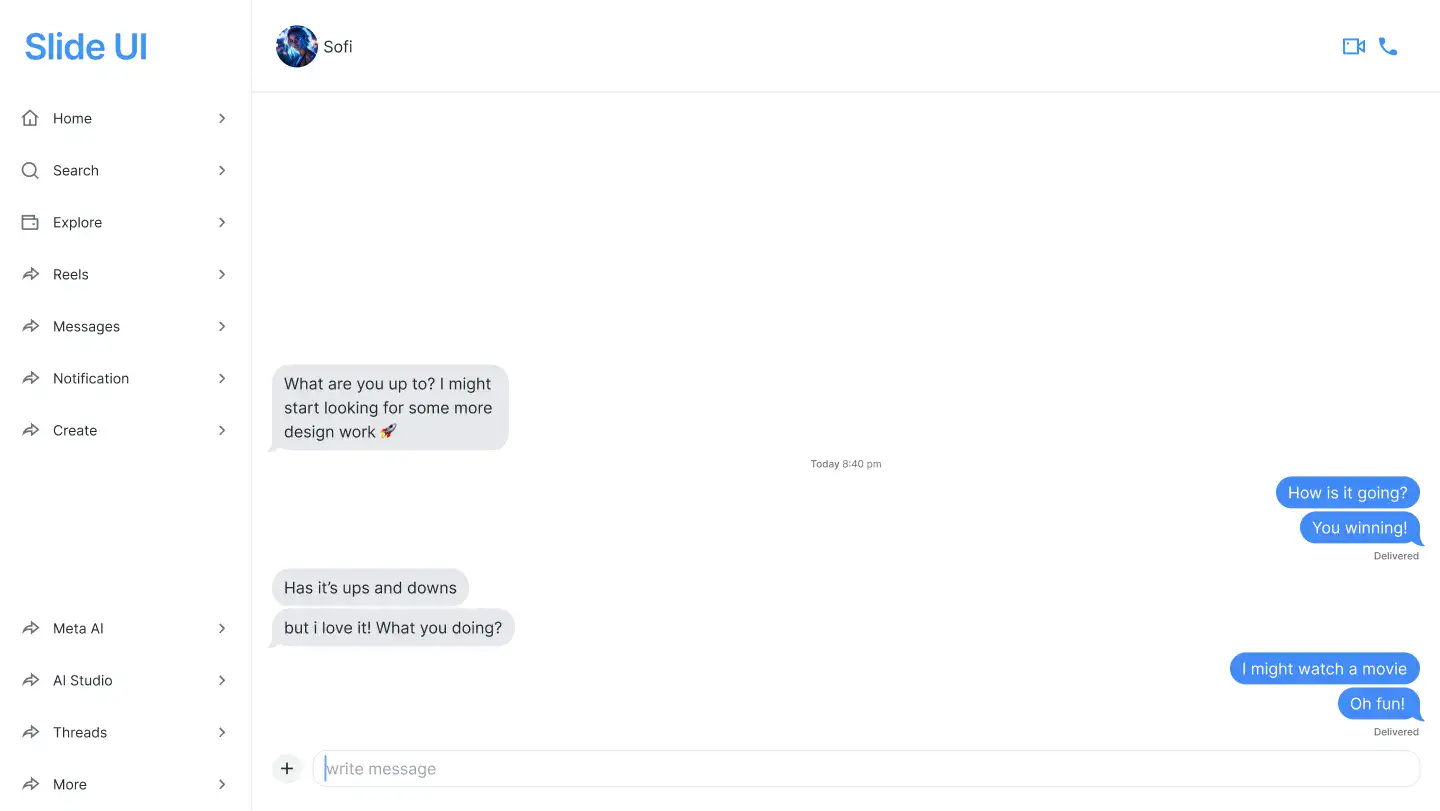 Slide UI
Home
Search
Explore
Reels
Messages
Notification
Create
Meta AI
AI Studio
Threads
More
Sofi
What are you up to? I might
start looking for some more
design work 🚀
Today 8:40 pm
How is it going?
You winning!
Delivered
Has it’s ups and downs
but i love it! What you doing?
I might watch a movie
Oh fun!
Delivered
write message